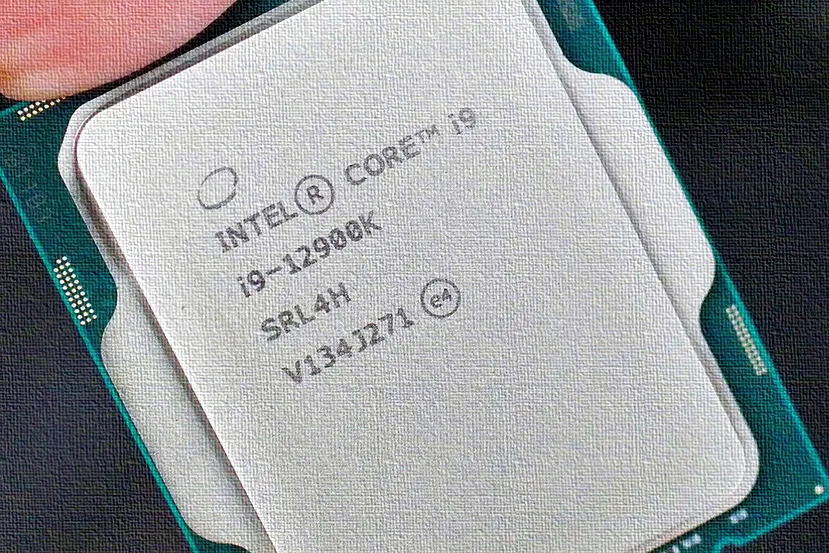 INTEL® CORE™ i9
i9-12900K
SRL4H
V134J271 e4